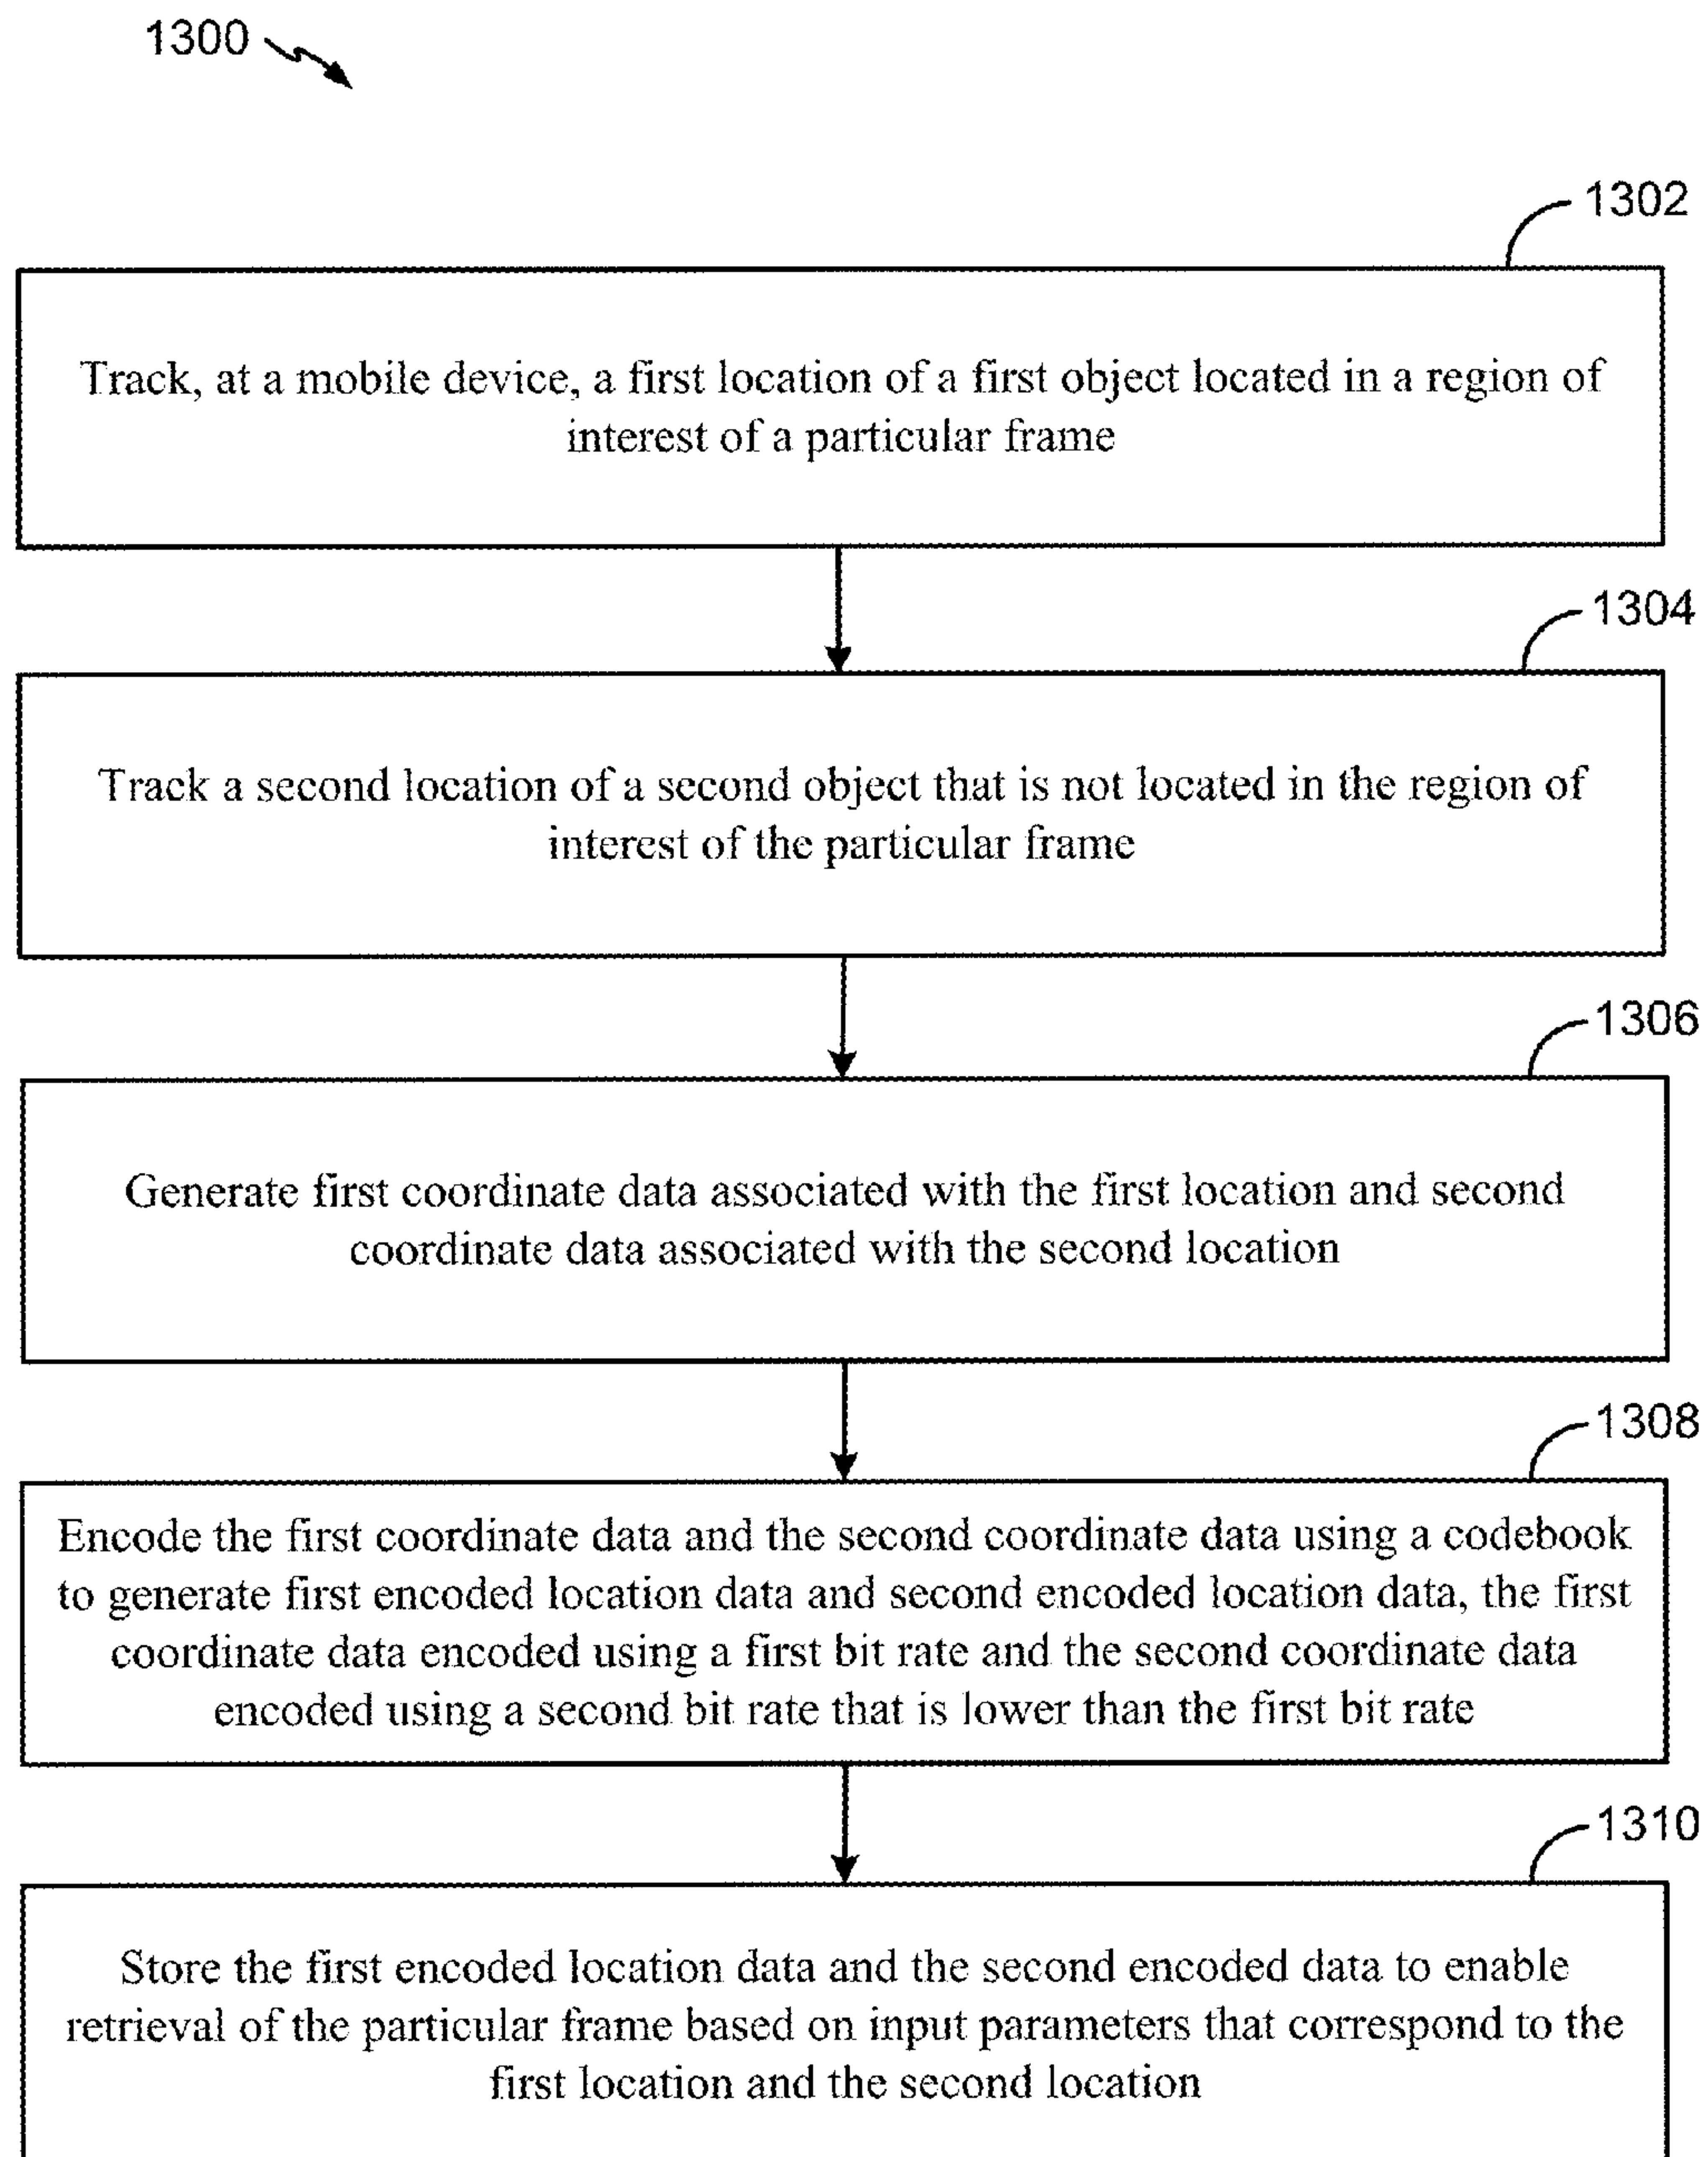 1300
1302
Track, at a mobile device, a first location of a first object located in a region of
interest of a particular frame
1304
Track a second location of a second object that is not located in the region of
interest of the particular frame
1306
Generate first coordinate data associated with the first location and second
coordinate data associated with the second location
1308
Encode the first coordinate data and the second coordinate data using a codebook
to generate first encoded location data and second encoded location data, the first
coordinate data encoded using a first bit rate and the second coordinate data
encoded using a second bit rate that is lower than the first bit rate
1310
Store the first encoded location data and the second encoded data to enable
retrieval of the particular frame based on input parameters that correspond to the
first location and the second location